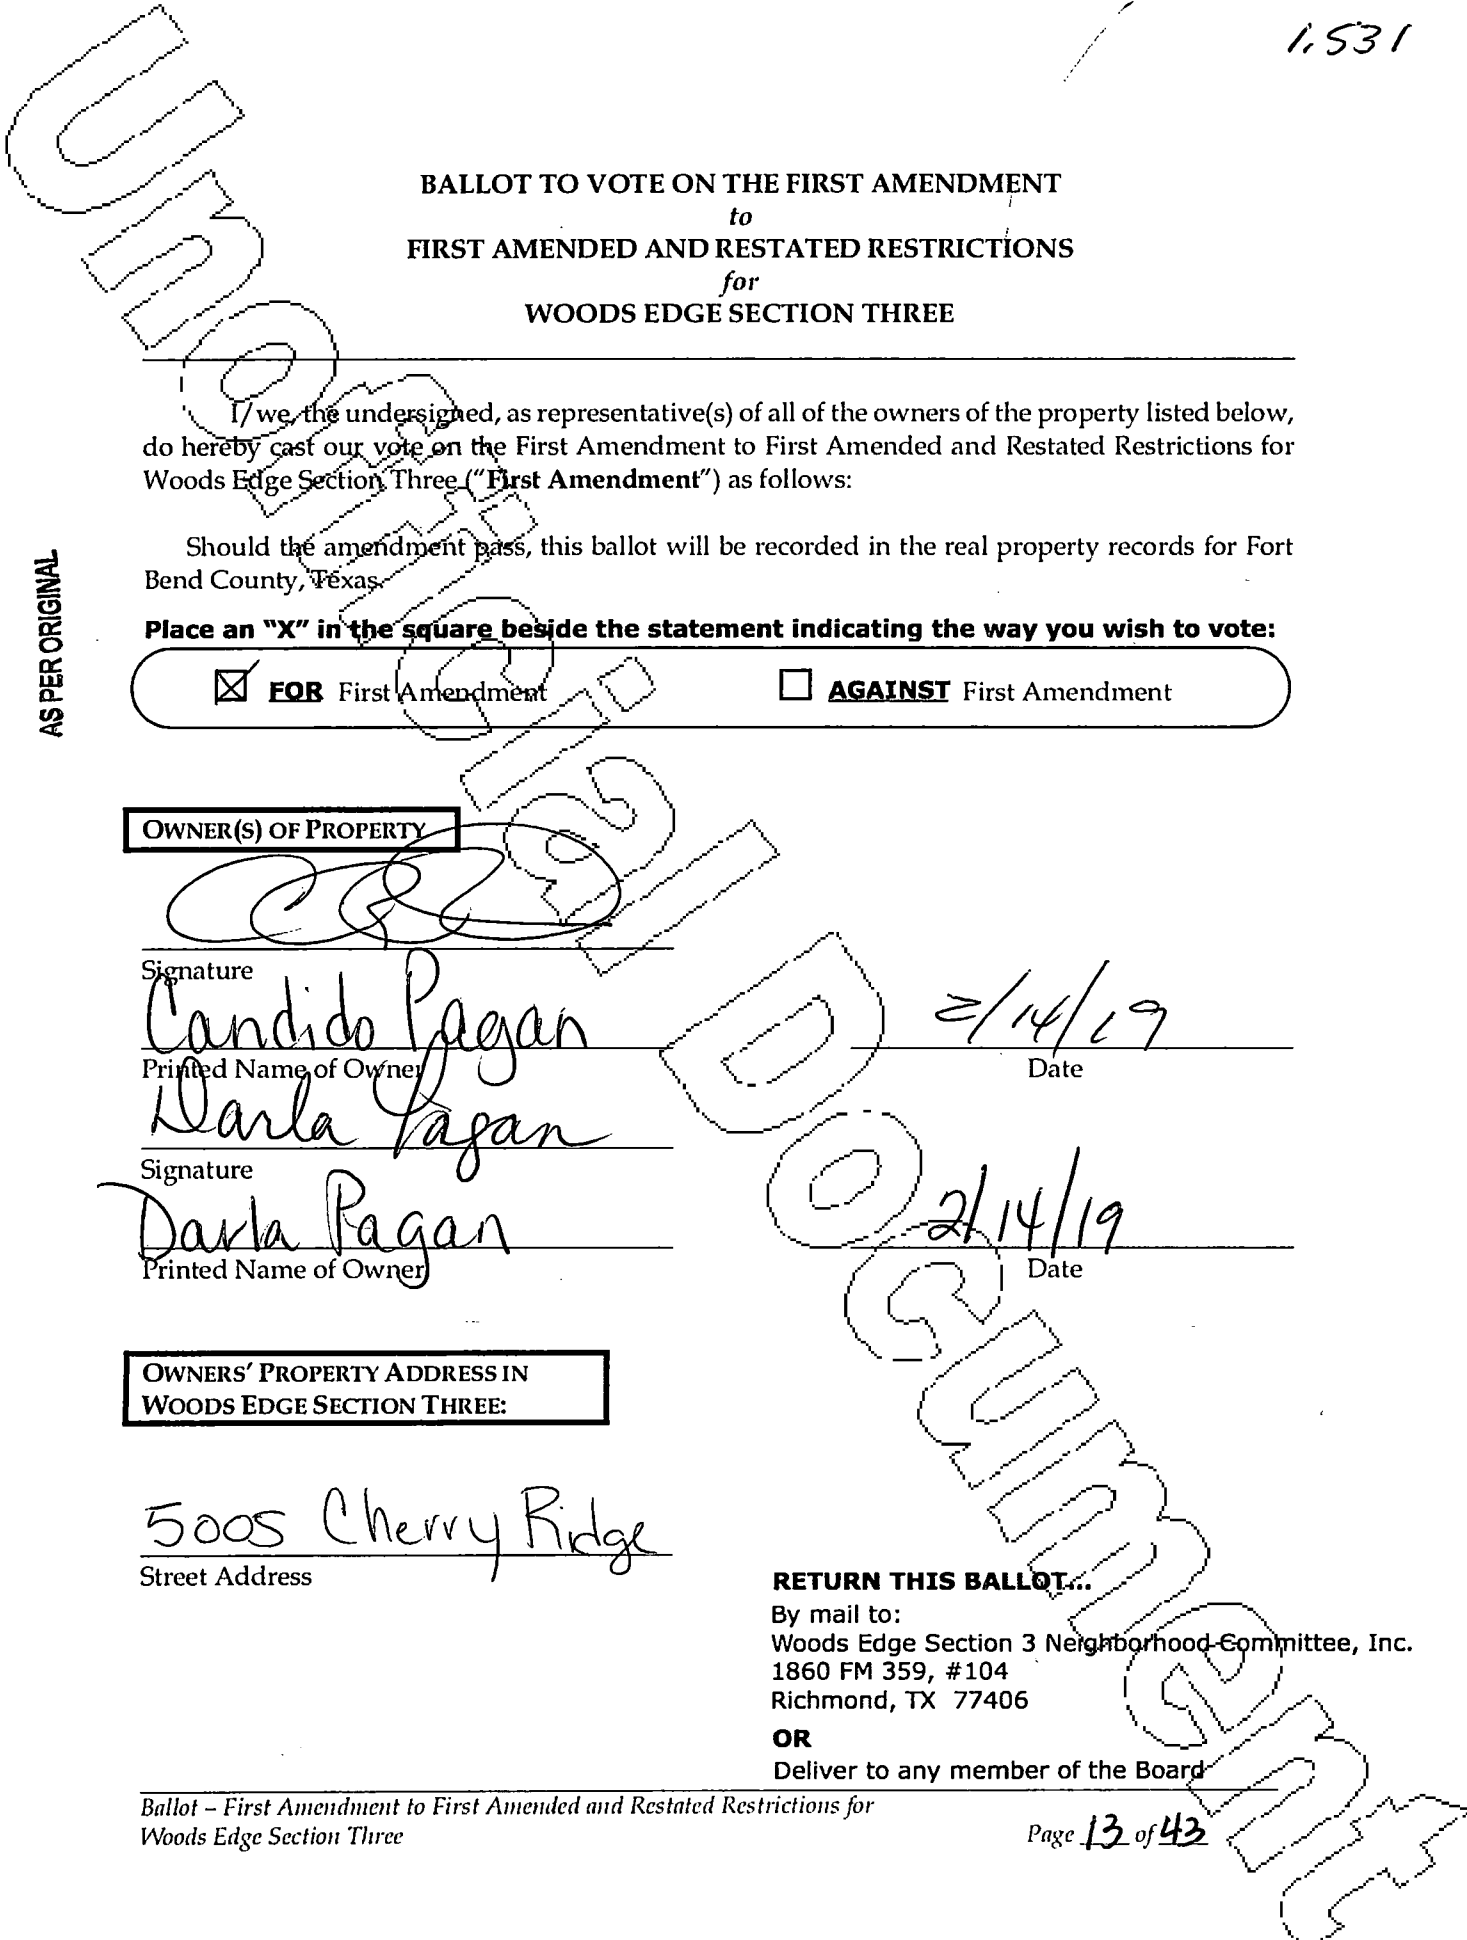 1.531
BALLOT TO VOTE ON THE FIRST AMENDMENT
to
FIRST AMENDED AND RESTATED RESTRICTIONS
for
WOODS EDGE SECTION THREE
I/we, the undersigned, as representative(s) of all of the owners of the property listed below,
do hereby cast our vote on the First Amendment to First Amended and Restated Restrictions for
Woods Edge Section Three ("First Amendment") as follows:
Should the amendment pass, this ballot will be recorded in the real property records for Fort
Bend County, Texas.
AS PER ORIGINAL
Place an "X" in the square beside the statement indicating the way you wish to vote:
☒ FOR First Amendment ☐ AGAINST First Amendment
OWNER(S) OF PROPERTY
Signature
Candido Pagan 2/14/19
Printed Name of Owner Date
Darla Pagan
Signature
Darla Pagan 2/14/19
Printed Name of Owner Date
OWNERS' PROPERTY ADDRESS IN
WOODS EDGE SECTION THREE:
5005 Cherry Ridge
Street Address
RETURN THIS BALLOT...
By mail to:
Woods Edge Section 3 Neighborhood Committee, Inc.
1860 FM 359, #104
Richmond, TX 77406
OR
Deliver to any member of the Board
Ballot – First Amendment to First Amended and Restated Restrictions for
Woods Edge Section Three
Page 13 of 43
Unofficial Document